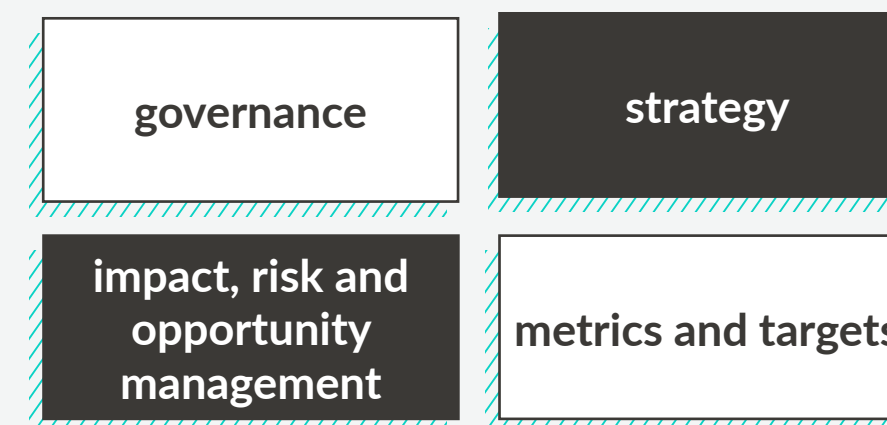 governance
strategy
impact, risk and
opportunity
management
metrics and targets